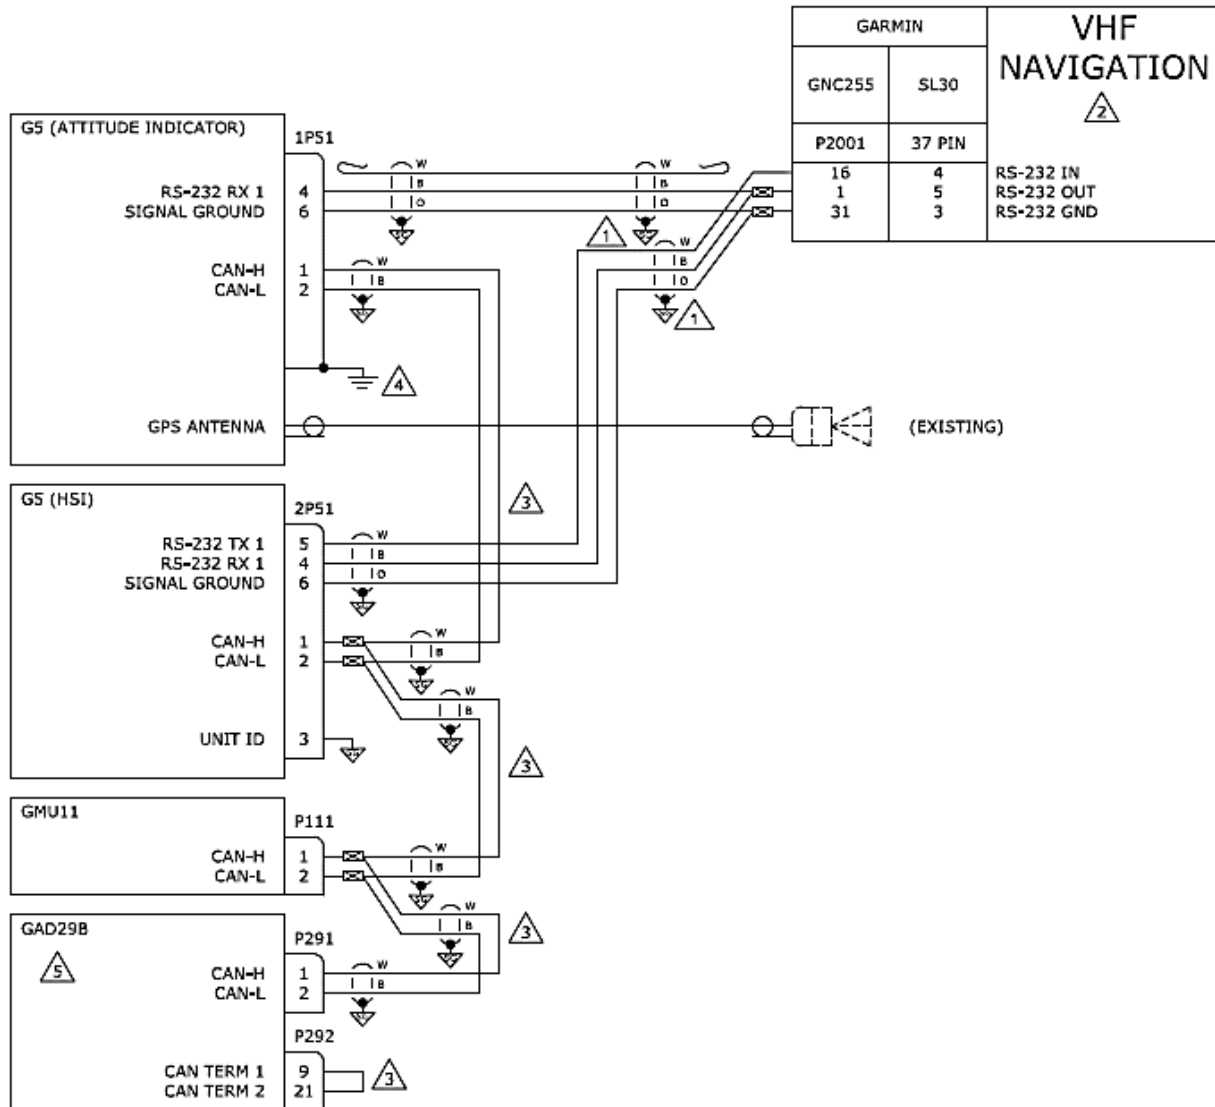 GARMIN
VHF
NAVIGATION
GNC255 SL30
2
P2001 37 PIN
16 4 RS-232 IN
1 5 RS-232 OUT
31 3 RS-232 GND
G5 (ATTITUDE INDICATOR)
1P51
RS-232 RX 1 4
SIGNAL GROUND 6
W W
B B
O O
1
W
B
O
1
CAN-H 1 W
CAN-L 2 B
4
GPS ANTENNA
(EXISTING)
G5 (HSI)
2P51
3
RS-232 TX 1 5 W
RS-232 RX 1 4 B
SIGNAL GROUND 6 O
CAN-H 1 W
CAN-L 2 B
W
B
UNIT ID 3
3
GMU11
P111
CAN-H 1 W
CAN-L 2 B
W
B
3
GAD29B
5
P291
CAN-H 1 W
CAN-L 2 B
P292
CAN TERM 1 9
CAN TERM 2 21
3